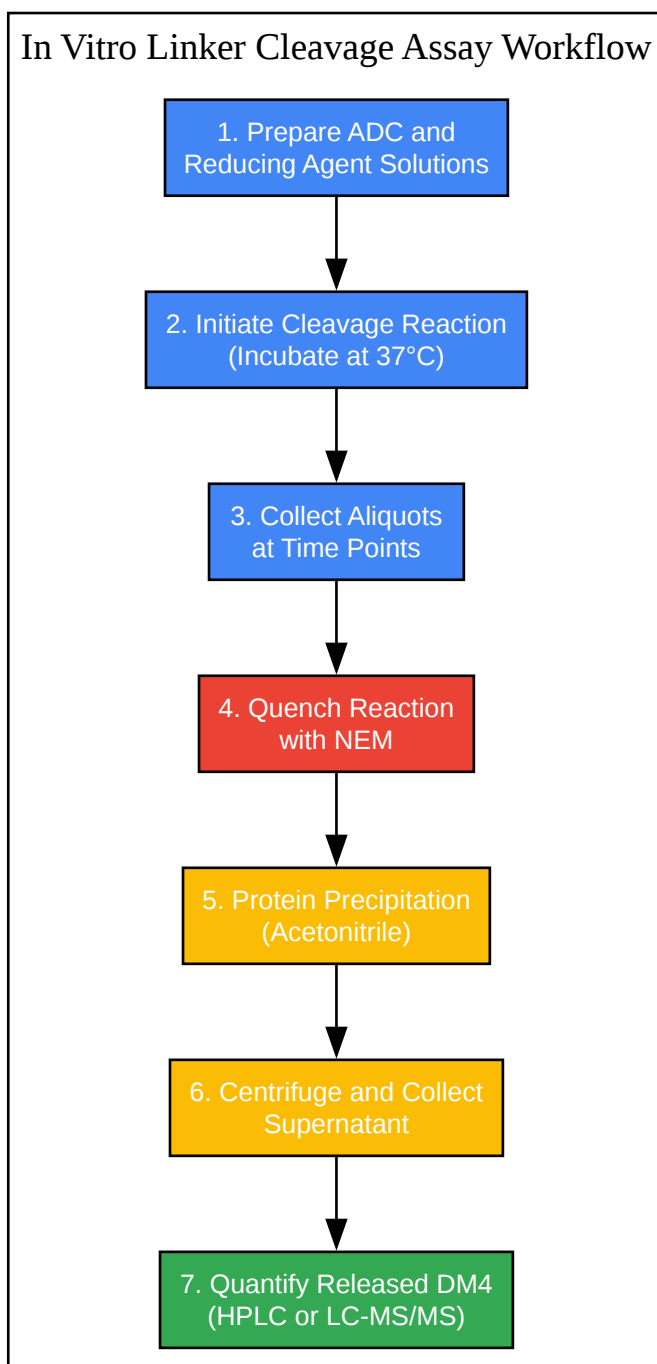 In Vitro Linker Cleavage Assay Workflow
1. Prepare ADC and
Reducing Agent Solutions
2. Initiate Cleavage Reaction
(Incubate at 37°C)
3. Collect Aliquots
at Time Points
4. Quench Reaction
with NEM
5. Protein Precipitation
(Acetonitrile)
6. Centrifuge and Collect
Supernatant
7. Quantify Released DM4
(HPLC or LC-MS/MS)